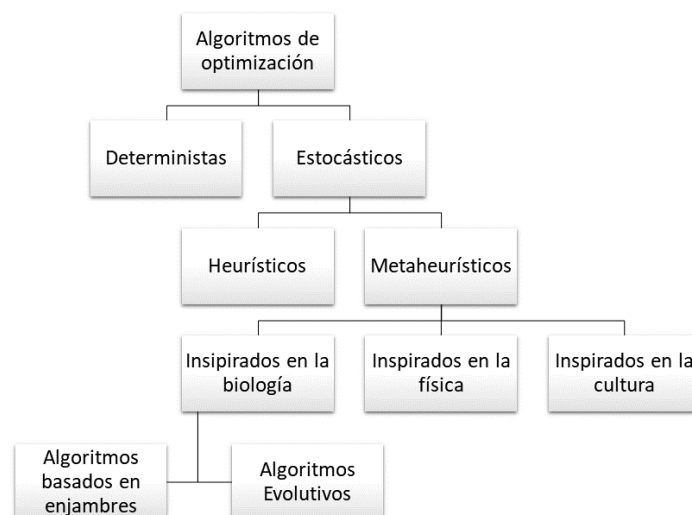 Algoritmos de
optimización
Deterministas
Estocásticos
Heurísticos
Metaheurísticos
Insipirados en la
biología
Inspirados en la
física
Inspirados en la
cultura
Algoritmos
basados en
enjambres
Algoritmos
Evolutivos